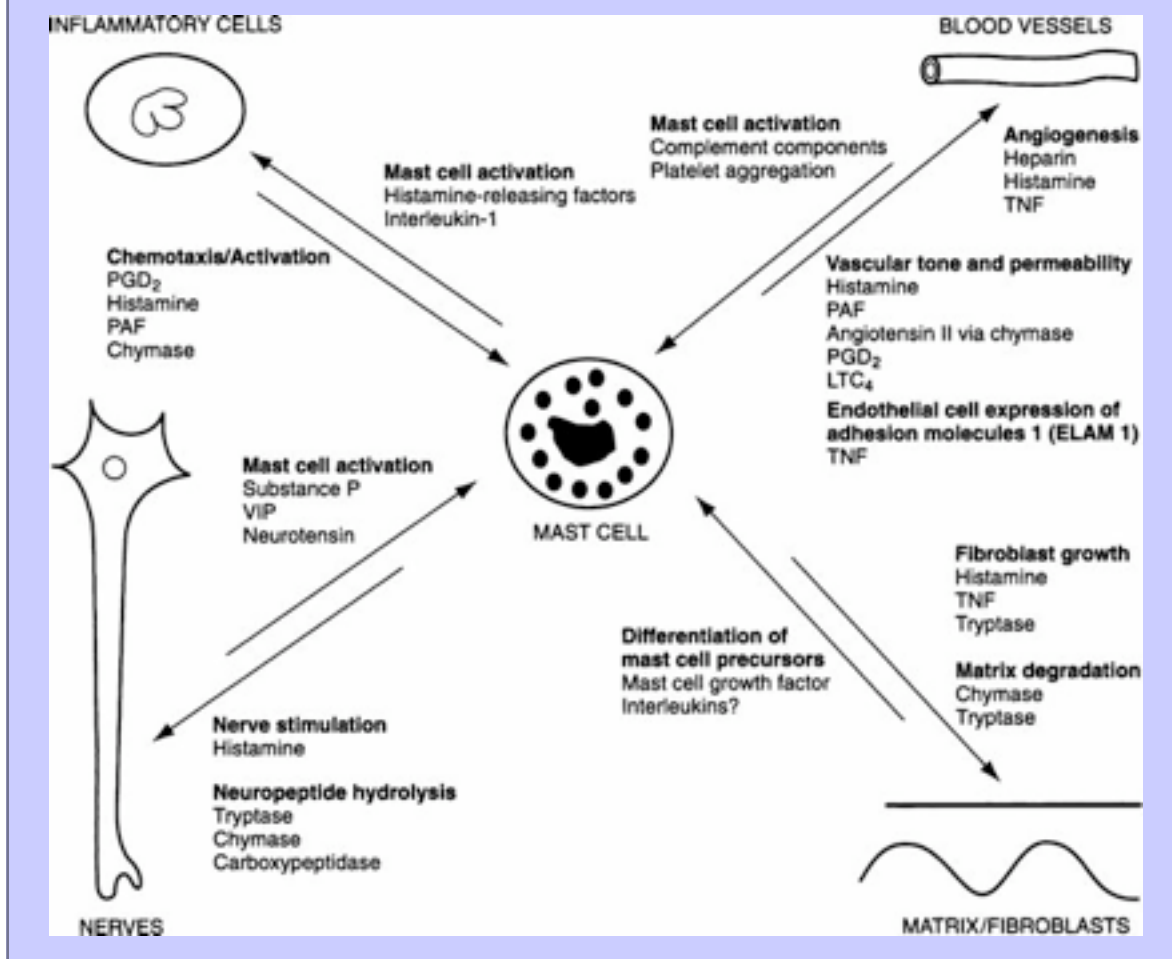 INFLAMMATORY CELLS
BLOOD VESSELS
Mast cell activation
Complement components
Platelet aggregation
Angiogenesis
Heparin
Histamine
TNF
Mast cell activation
Histamine-releasing factors
Interleukin-1
Chemotaxis/Activation
PGD₂
Histamine
PAF
Chymase
Vascular tone and permeability
Histamine
PAF
Angiotensin II via chymase
PGD₂
LTC₄
Endothelial cell expression of
adhesion molecules 1 (ELAM 1)
TNF
Mast cell activation
Substance P
VIP
Neurotensin
MAST CELL
Fibroblast growth
Histamine
TNF
Tryptase
Matrix degradation
Chymase
Tryptase
Differentiation of
mast cell precursors
Mast cell growth factor
Interleukins?
Nerve stimulation
Histamine
Neuropeptide hydrolysis
Tryptase
Chymase
Carboxypeptidase
NERVES
MATRIX/FIBROBLASTS